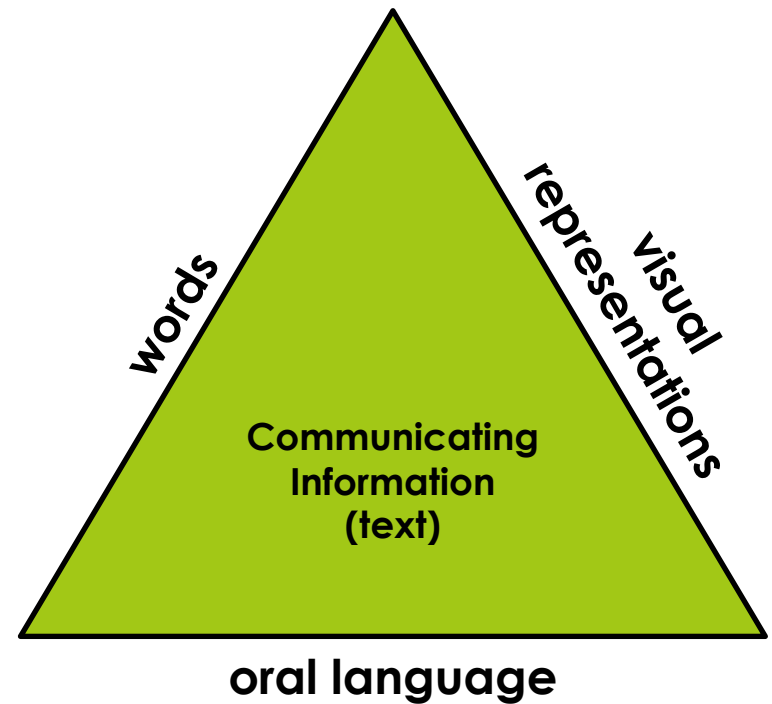 words
visual
representations
Communicating
Information
(text)
oral language